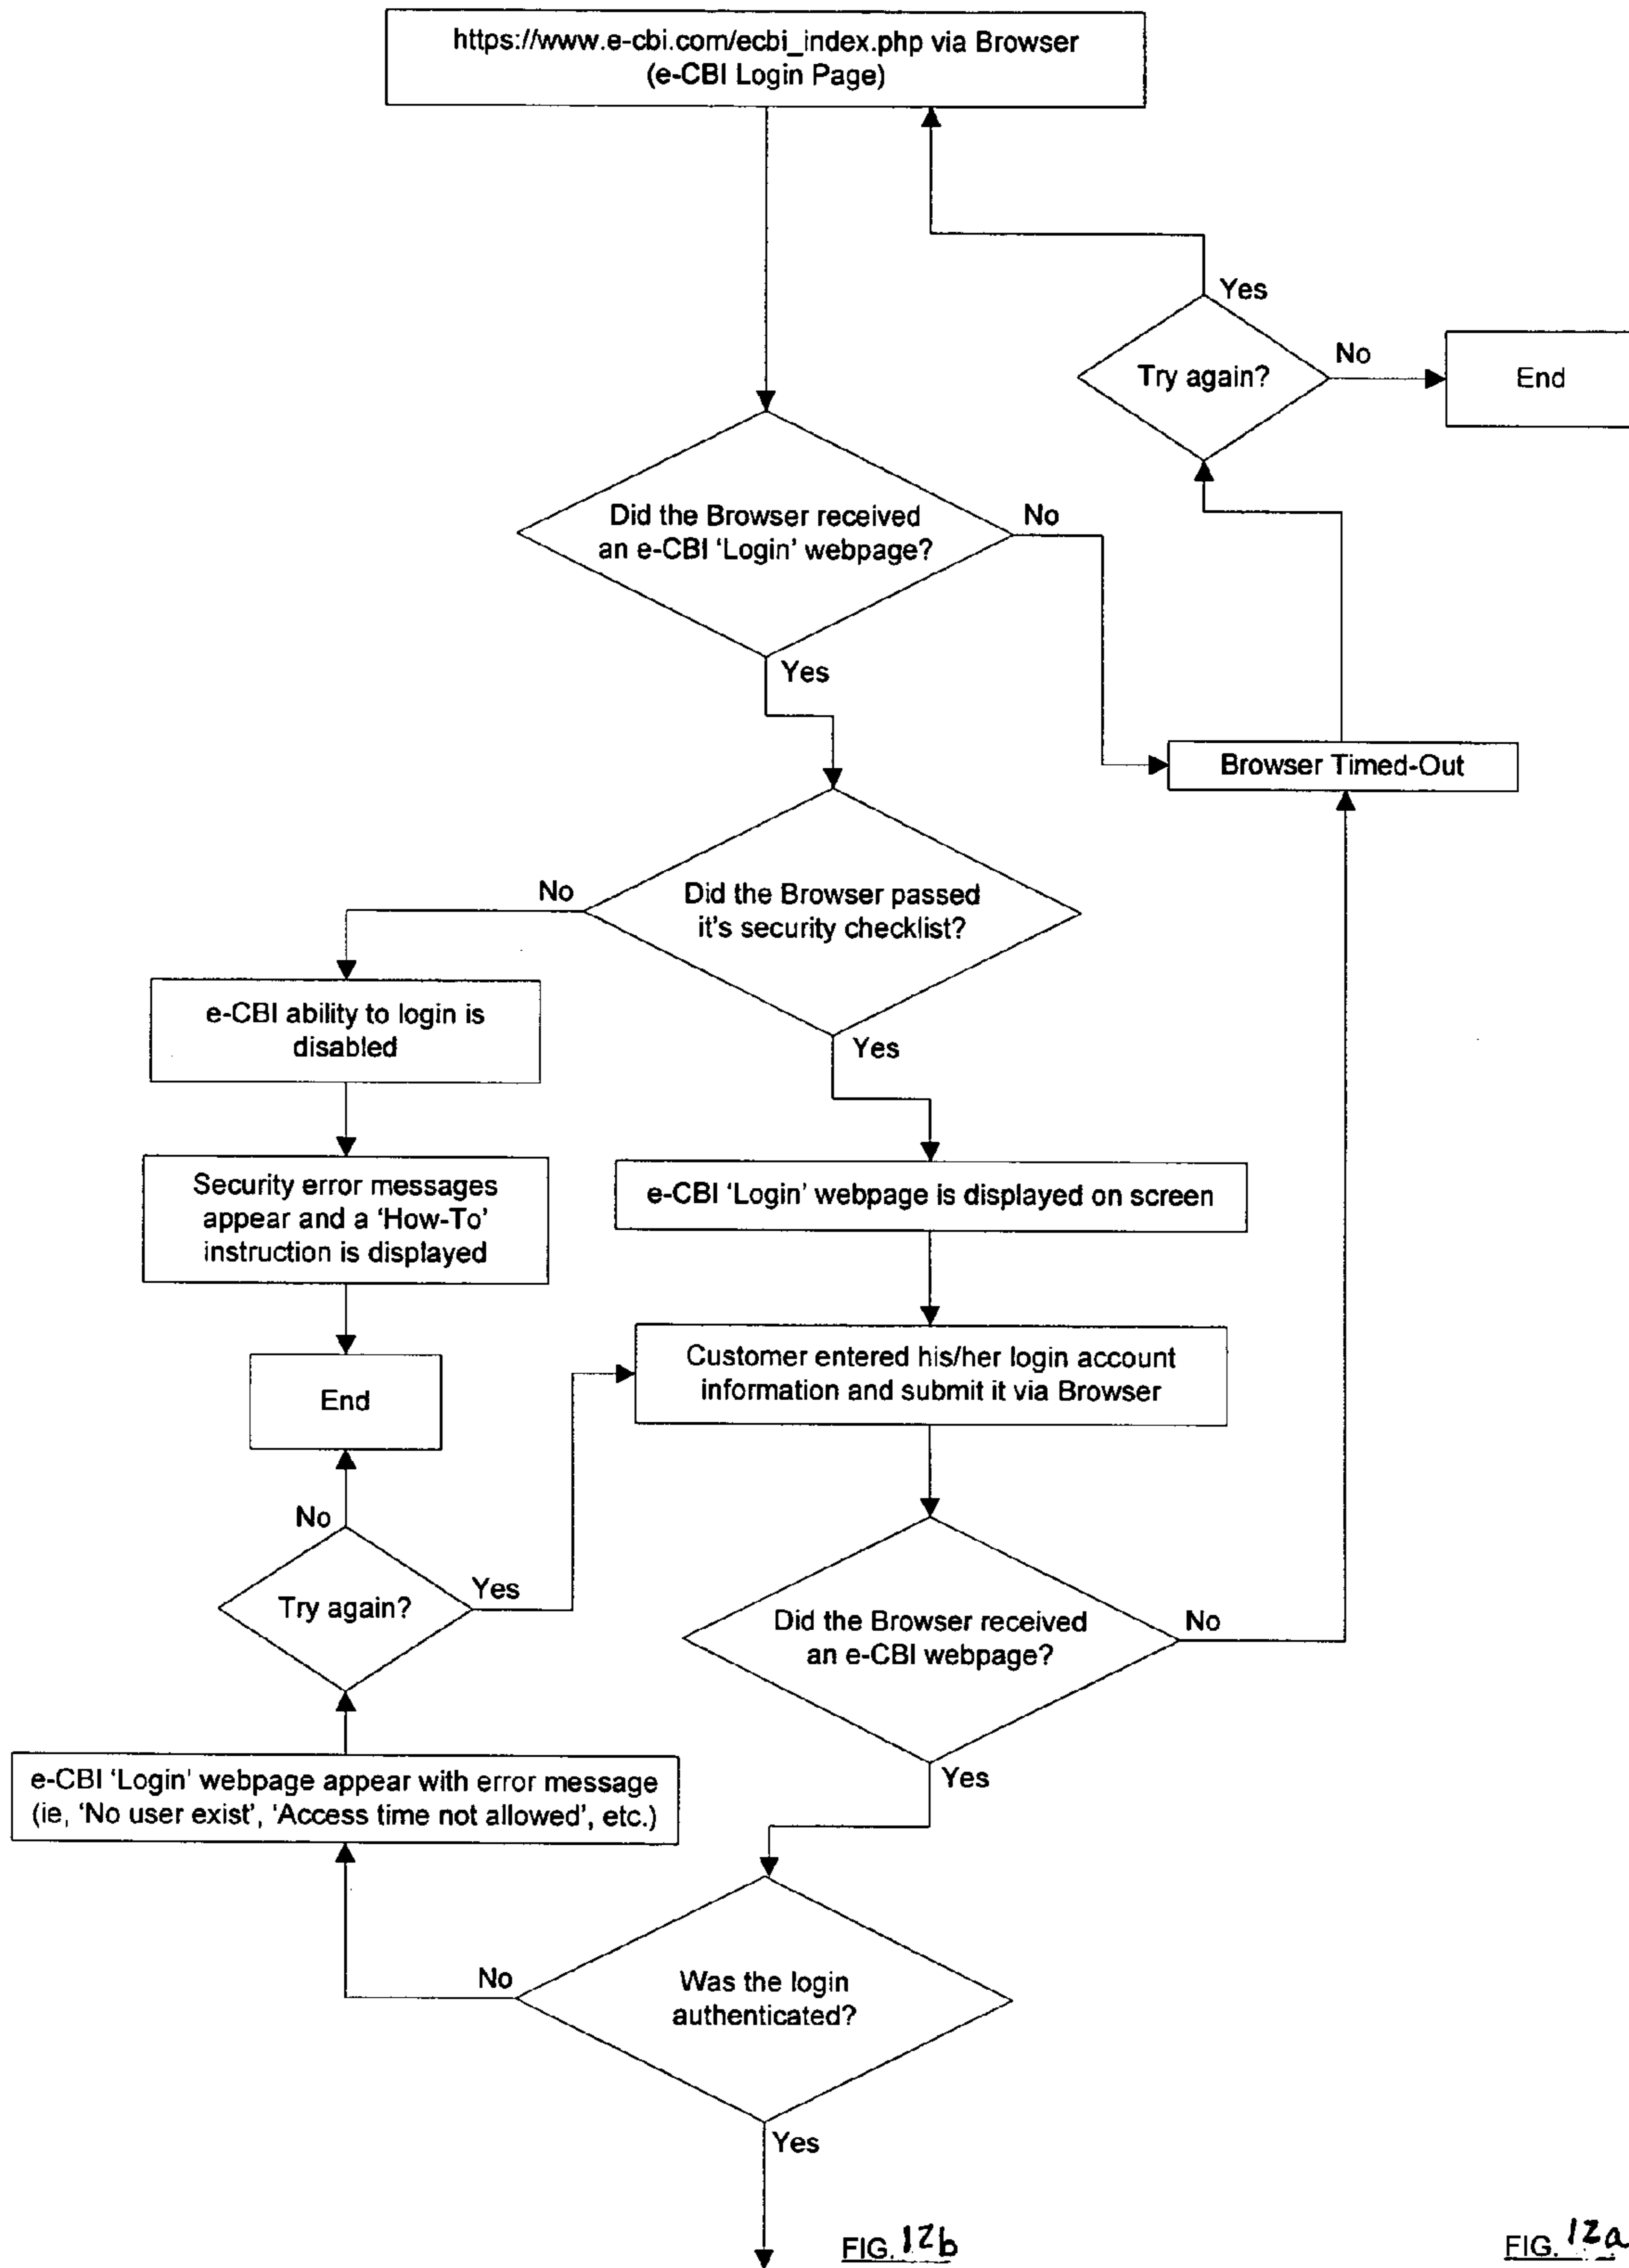 https://www.e-cbi.com/ecbi_index.php via Browser
(e-CBI Login Page)
Yes
Try again?
No
End
Did the Browser received
an e-CBI ‘Login’ webpage?
No
Yes
Browser Timed-Out
Did the Browser passed
it's security checklist?
No
Yes
e-CBI ability to login is
disabled
Security error messages
appear and a ‘How-To’
instruction is displayed
End
e-CBI ‘Login’ webpage is displayed on screen
Customer entered his/her login account
information and submit it via Browser
No
Try again?
Yes
Did the Browser received
an e-CBI webpage?
No
Yes
e-CBI ‘Login’ webpage appear with error message
(ie, ‘No user exist’, ‘Access time not allowed’, etc.)
Was the login
authenticated?
No
Yes
FIG. 12b
FIG. 12a